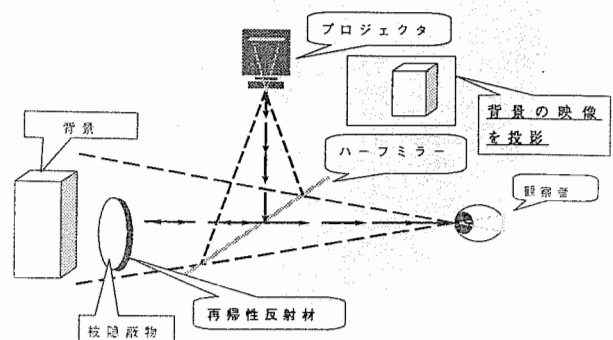 プロジェクタ
背景の映像
を投影
背景
ハーフミラー
観察者
再帰性反射材
被隠蔽物